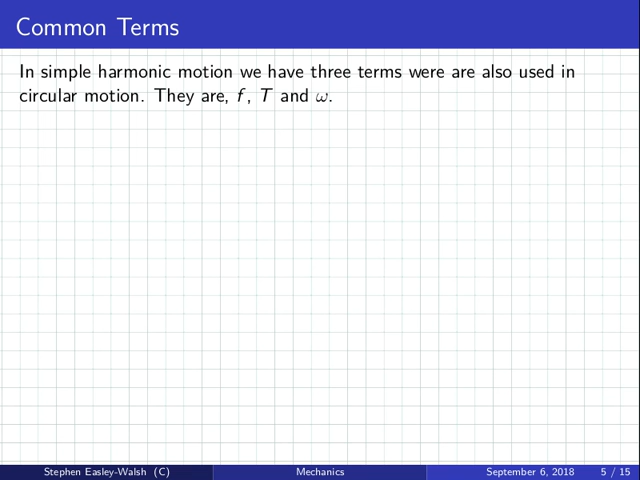 Common Terms
In simple harmonic motion we have three terms were are also used in
circular motion. They are, f, T and ω.
Stephen Easley-Walsh (C) Mechanics September 6, 2018 5 / 15